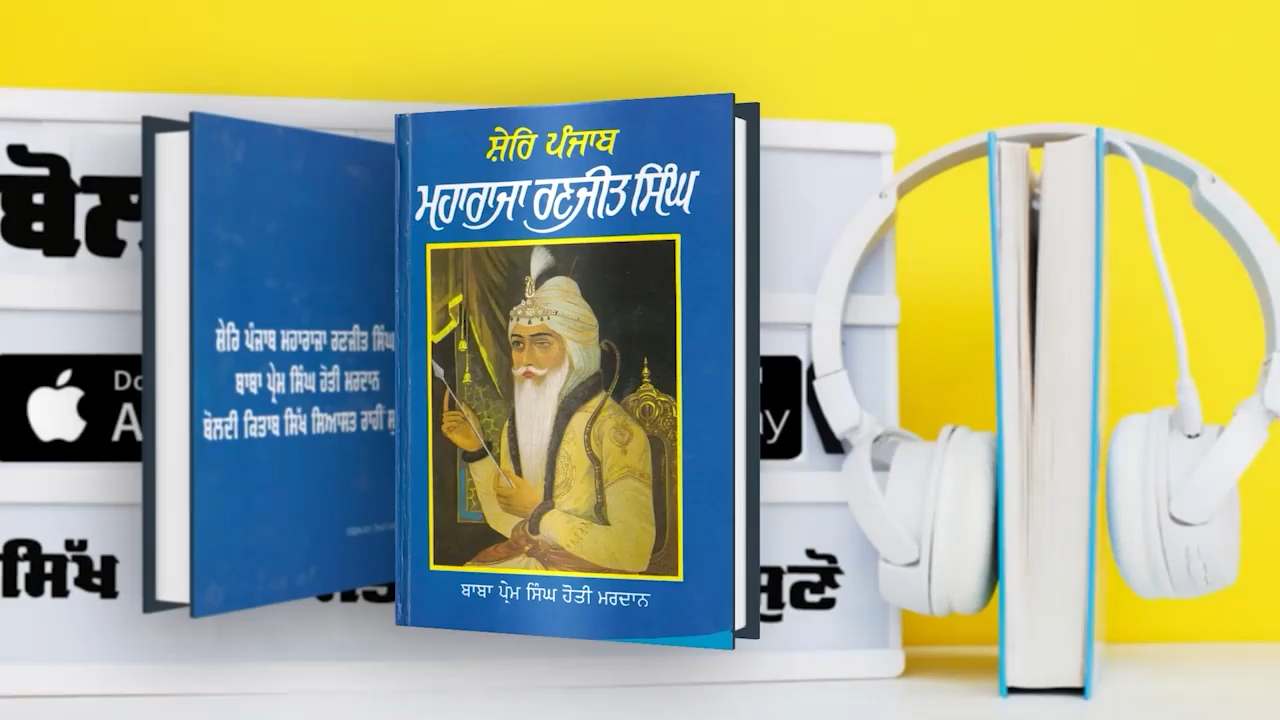 ਸ਼ੇਰਿ ਪੰਜਾਬ
ਮਹਾਰਾਜਾ ਰਣਜੀਤ ਸਿੰਘ
ਬਾਬਾ ਪ੍ਰੇਮ ਸਿੰਘ ਹੋਤੀ ਮਰਦਾਨ
ਸ਼ੇਰਿ ਪੰਜਾਬ ਮਹਾਰਾਜਾ ਰਣਜੀਤ ਸਿੰਘ
ਬਾਬਾ ਪ੍ਰੇਮ ਸਿੰਘ ਹੋਤੀ ਮਰਦਾਨ
ਬੋਲਦੀ ਕਿਤਾਬ ਸਿੱਖ ਸਿਆਸਤ ਰਾਹੀਂ
ਸਿੱਖ
ਸੁਣੋ